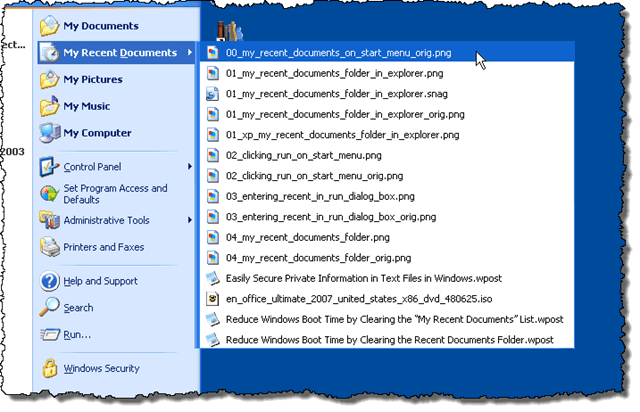 My Documents
ect...
My Recent Documents
My Pictures
My Music
My Computer
2003
Control Panel
Set Program Access and
Defaults
Administrative Tools
Printers and Faxes
Help and Support
Search
Run...
Windows Security
00_my_recent_documents_on_start_menu_orig.png
01_my_recent_documents_folder_in_explorer.png
01_my_recent_documents_folder_in_explorer.snag
01_my_recent_documents_folder_in_explorer_orig.png
01_xp_my_recent_documents_folder_in_explorer.png
02_clicking_run_on_start_menu.png
02_clicking_run_on_start_menu_orig.png
03_entering_recent_in_run_dialog_box.png
03_entering_recent_in_run_dialog_box_orig.png
04_my_recent_documents_folder.png
04_my_recent_documents_folder_orig.png
Easily Secure Private Information in Text Files in Windows.wpost
en_office_ultimate_2007_united_states_x86_dvd_480625.iso
Reduce Windows Boot Time by Clearing the “My Recent Documents” List.wpost
Reduce Windows Boot Time by Clearing the Recent Documents Folder.wpost